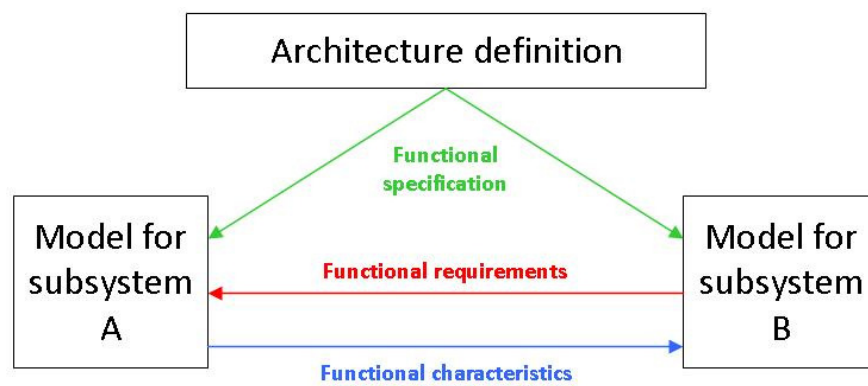 Architecture definition
Functional
specification
Model for
subsystem
A
Functional requirements
Functional characteristics
Model for
subsystem
B